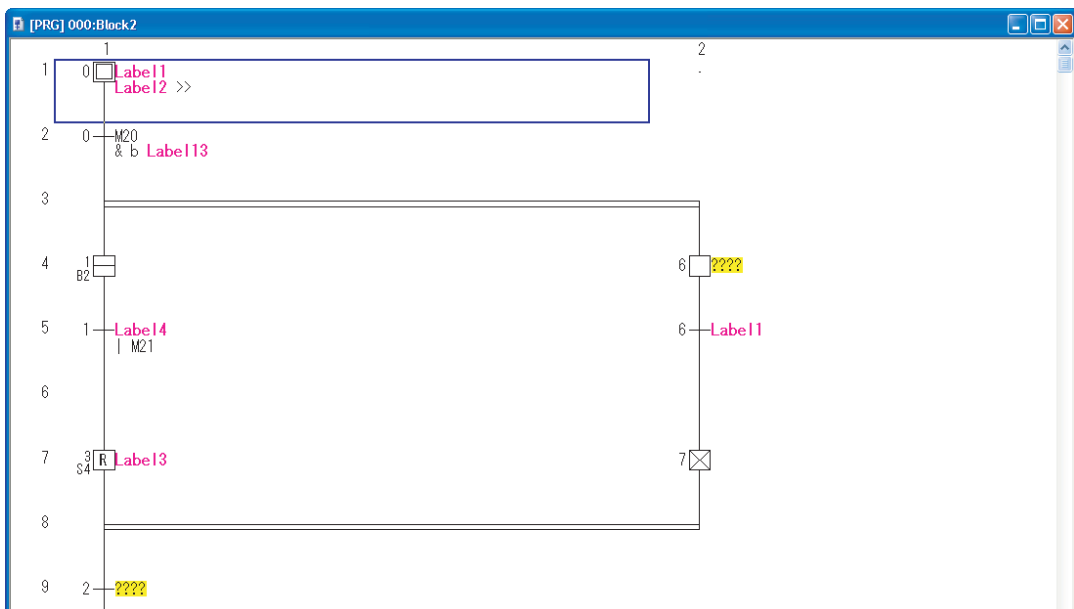 [PRG] 000:Block2
1 2
1 0 Label1 .
Label2 >>
2 0 M20
& b Label13
3
4 1 6 ????
B2
5 1 Label4 6 Label1
| M21
6
7 3 R Label3 7
S4
8
9 2 ????